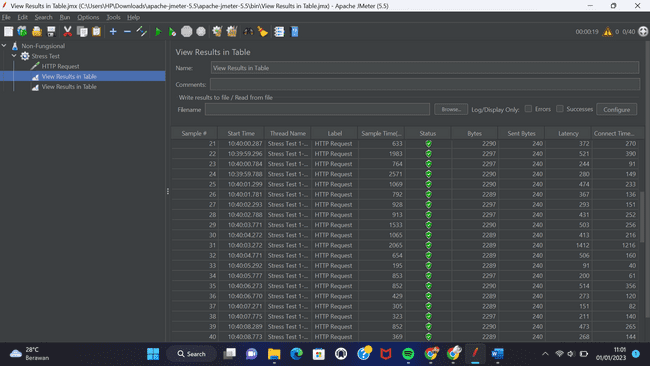 View Results in Table.jmx (C:\Users\HP\Downloads\apache-jmeter-5.5\apache-jmeter-5.5\bin\View Results in Table.jmx) - Apache JMeter (5.5)
File Edit Search Run Options Tools Help
00:00:19 0 0/40
Non-Fungsional
Stress Test
HTTP Request
View Results in Table
View Results in Table
View Results in Table
Name: View Results in Table
Comments:
Write results to file / Read from file
Filename Browse... Log/Display Only: Errors Successes Configure
Sample # Start Time Thread Name Label Sample Time(... Status Bytes Sent Bytes Latency Connect Time...
21 10:40:00.287 Stress Test 1-... HTTP Request 633 2290 240 372 270
22 10:39:59.296 Stress Test 1-... HTTP Request 1983 2297 240 521 390
23 10:40:00.784 Stress Test 1-... HTTP Request 764 2297 240 244 91
24 10:39:59.788 Stress Test 1-... HTTP Request 2571 2297 240 280 149
25 10:40:01.299 Stress Test 1-... HTTP Request 1069 2290 240 474 233
26 10:40:01.781 Stress Test 1-... HTTP Request 792 2289 240 367 136
27 10:40:02.293 Stress Test 1-... HTTP Request 928 2297 240 293 151
28 10:40:02.788 Stress Test 1-... HTTP Request 913 2297 240 431 252
29 10:40:03.771 Stress Test 1-... HTTP Request 1533 2290 240 503 256
30 10:40:04.272 Stress Test 1-... HTTP Request 1065 2289 240 413 216
31 10:40:03.272 Stress Test 1-... HTTP Request 2065 2289 240 1412 1216
32 10:40:04.771 Stress Test 1-... HTTP Request 654 2289 240 506 160
33 10:40:05.292 Stress Test 1-... HTTP Request 195 2289 240 91 40
34 10:40:05.777 Stress Test 1-... HTTP Request 853 2297 240 200 61
35 10:40:06.273 Stress Test 1-... HTTP Request 852 2290 240 514 356
36 10:40:06.770 Stress Test 1-... HTTP Request 429 2289 240 273 120
37 10:40:07.271 Stress Test 1-... HTTP Request 305 2297 240 151 82
38 10:40:07.775 Stress Test 1-... HTTP Request 323 2297 240 211 140
39 10:40:08.289 Stress Test 1-... HTTP Request 852 2290 240 473 265
40 10:40:08.773 Stress Test 1-... HTTP Request 369 2289 240 268 144
28°C
Berawan
Search
11:01
01/01/2023